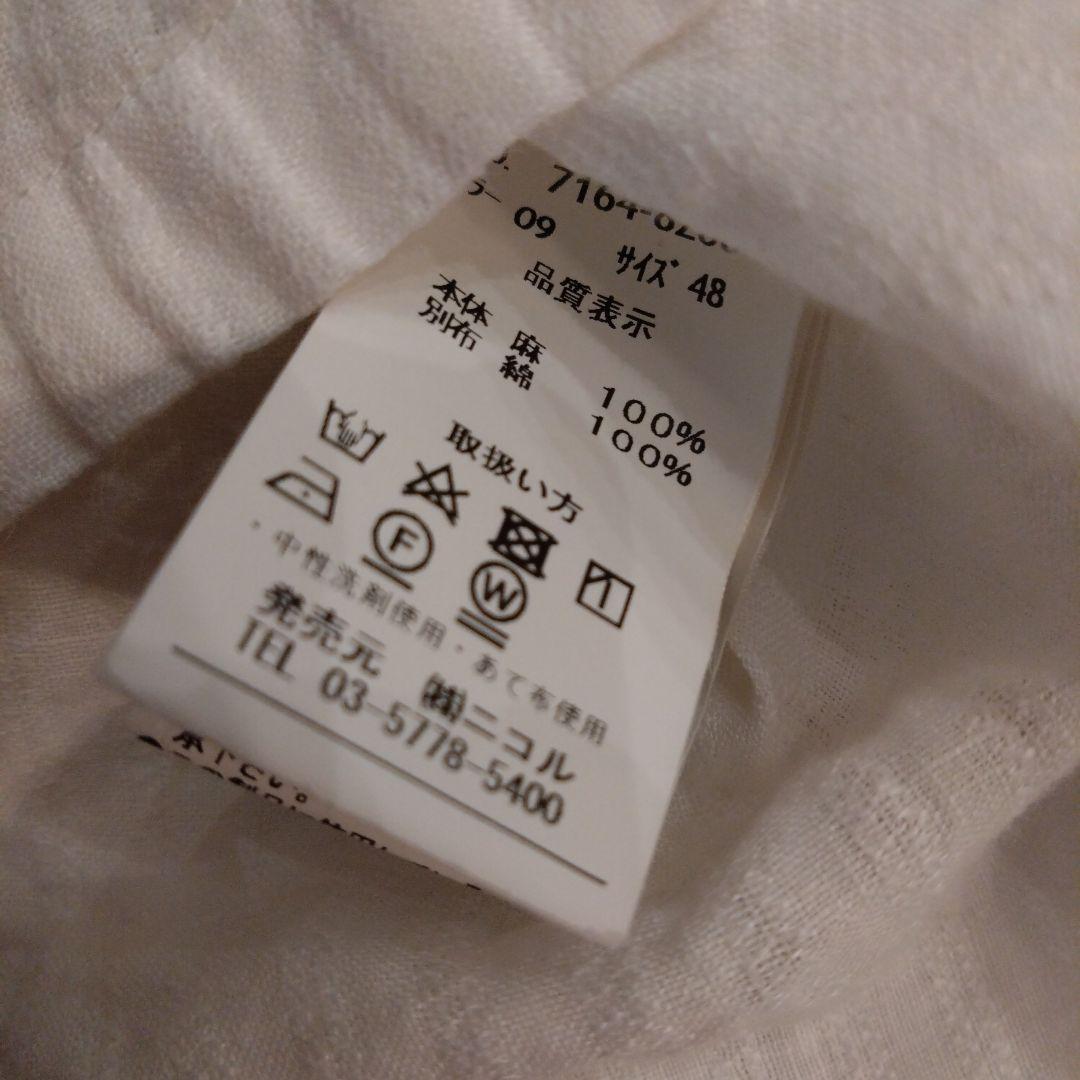 7164-
09 サイズ 48
品質表示
本体 麻 100%
別布 綿 100%
取扱い方
F W
・中性洗剤使用・あて布使用
発売元 ㈱ニコル
TEL 03-5778-5400